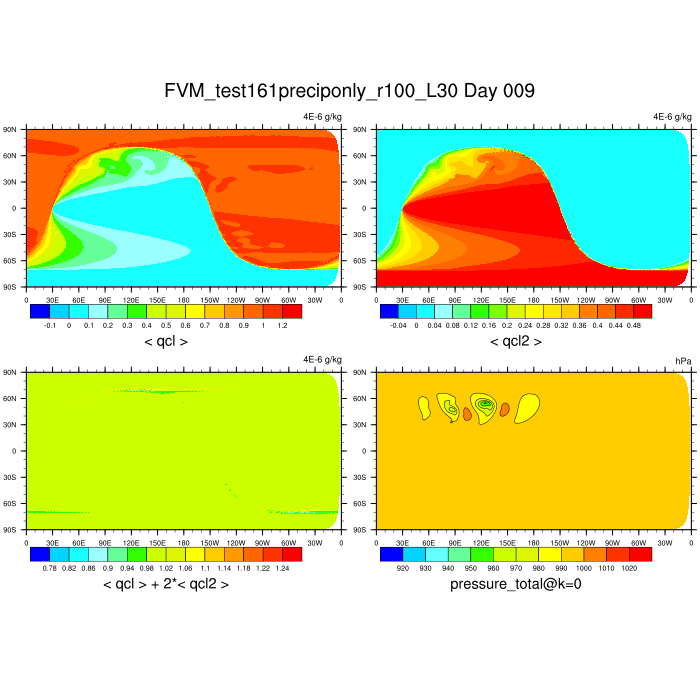 FVM_test161preciponly_r100_L30 Day 009
4E-6 g/kg
90N
60N
30N
0
30S
60S
90S
0 30E 60E 90E 120E 150E 180 150W 120W 90W 60W 30W 0
-0.1 0 0.1 0.2 0.3 0.4 0.5 0.6 0.7 0.8 0.9 1 1.2
< qcl >
4E-6 g/kg
90N
60N
30N
0
30S
60S
90S
0 30E 60E 90E 120E 150E 180 150W 120W 90W 60W 30W 0
-0.04 0 0.04 0.08 0.12 0.16 0.2 0.24 0.28 0.32 0.36 0.4 0.44 0.48
< qcl2 >
4E-6 g/kg
90N
60N
30N
0
30S
60S
90S
0 30E 60E 90E 120E 150E 180 150W 120W 90W 60W 30W 0
0.78 0.82 0.86 0.9 0.94 0.98 1.02 1.06 1.1 1.14 1.18 1.22 1.24
< qcl > + 2*< qcl2 >
hPa
90N
60N
30N
0
30S
60S
90S
0 30E 60E 90E 120E 150E 180 150W 120W 90W 60W 30W 0
920 930 940 950 960 970 980 990 1000 1010 1020
pressure_total@k=0